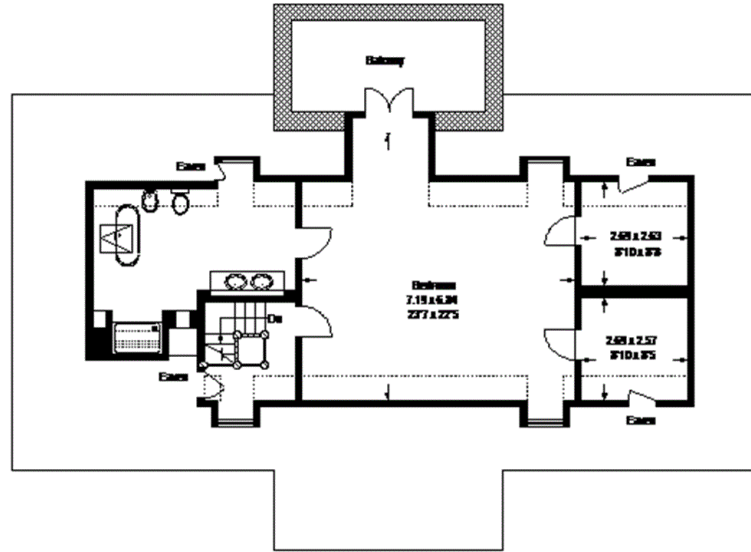 Balcony
Eaves
Eaves
2.69 x 2.63
8'10 x 8'8
Bedroom
7.19 x 6.84
23'7 x 22'5
Dn
2.69 x 2.57
8'10 x 8'5
Eaves
Eaves